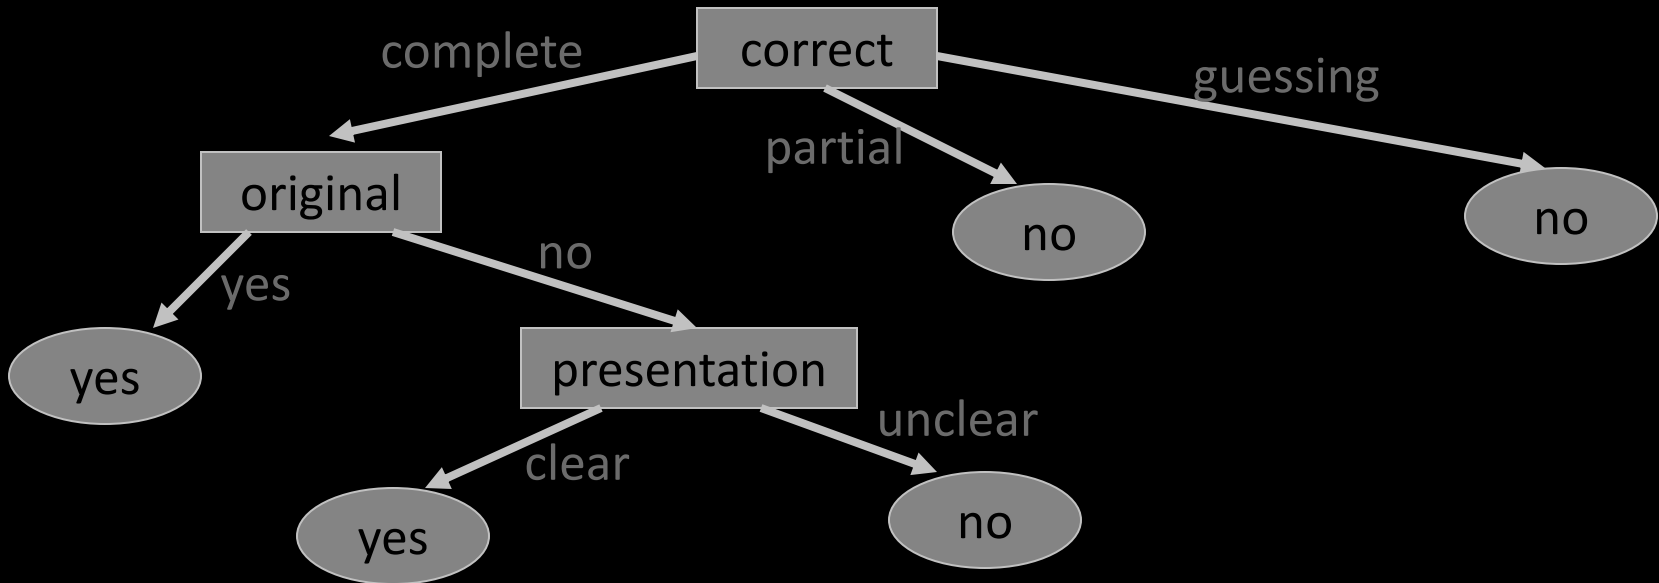 correct
complete
guessing
partial
original
no
no
no
yes
yes
presentation
unclear
clear
yes
no